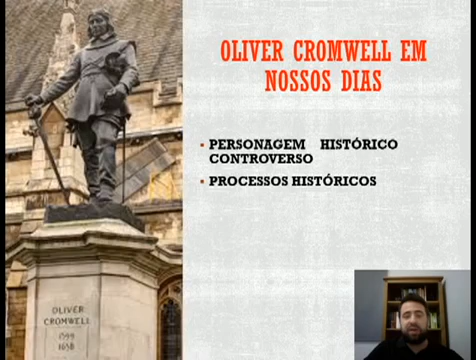 OLIVER CROMWELL EM
NOSSOS DIAS
PERSONAGEM HISTÓRICO
CONTROVERSO
PROCESSOS HISTÓRICOS
OLIVER
CROMWELL
1599
1658